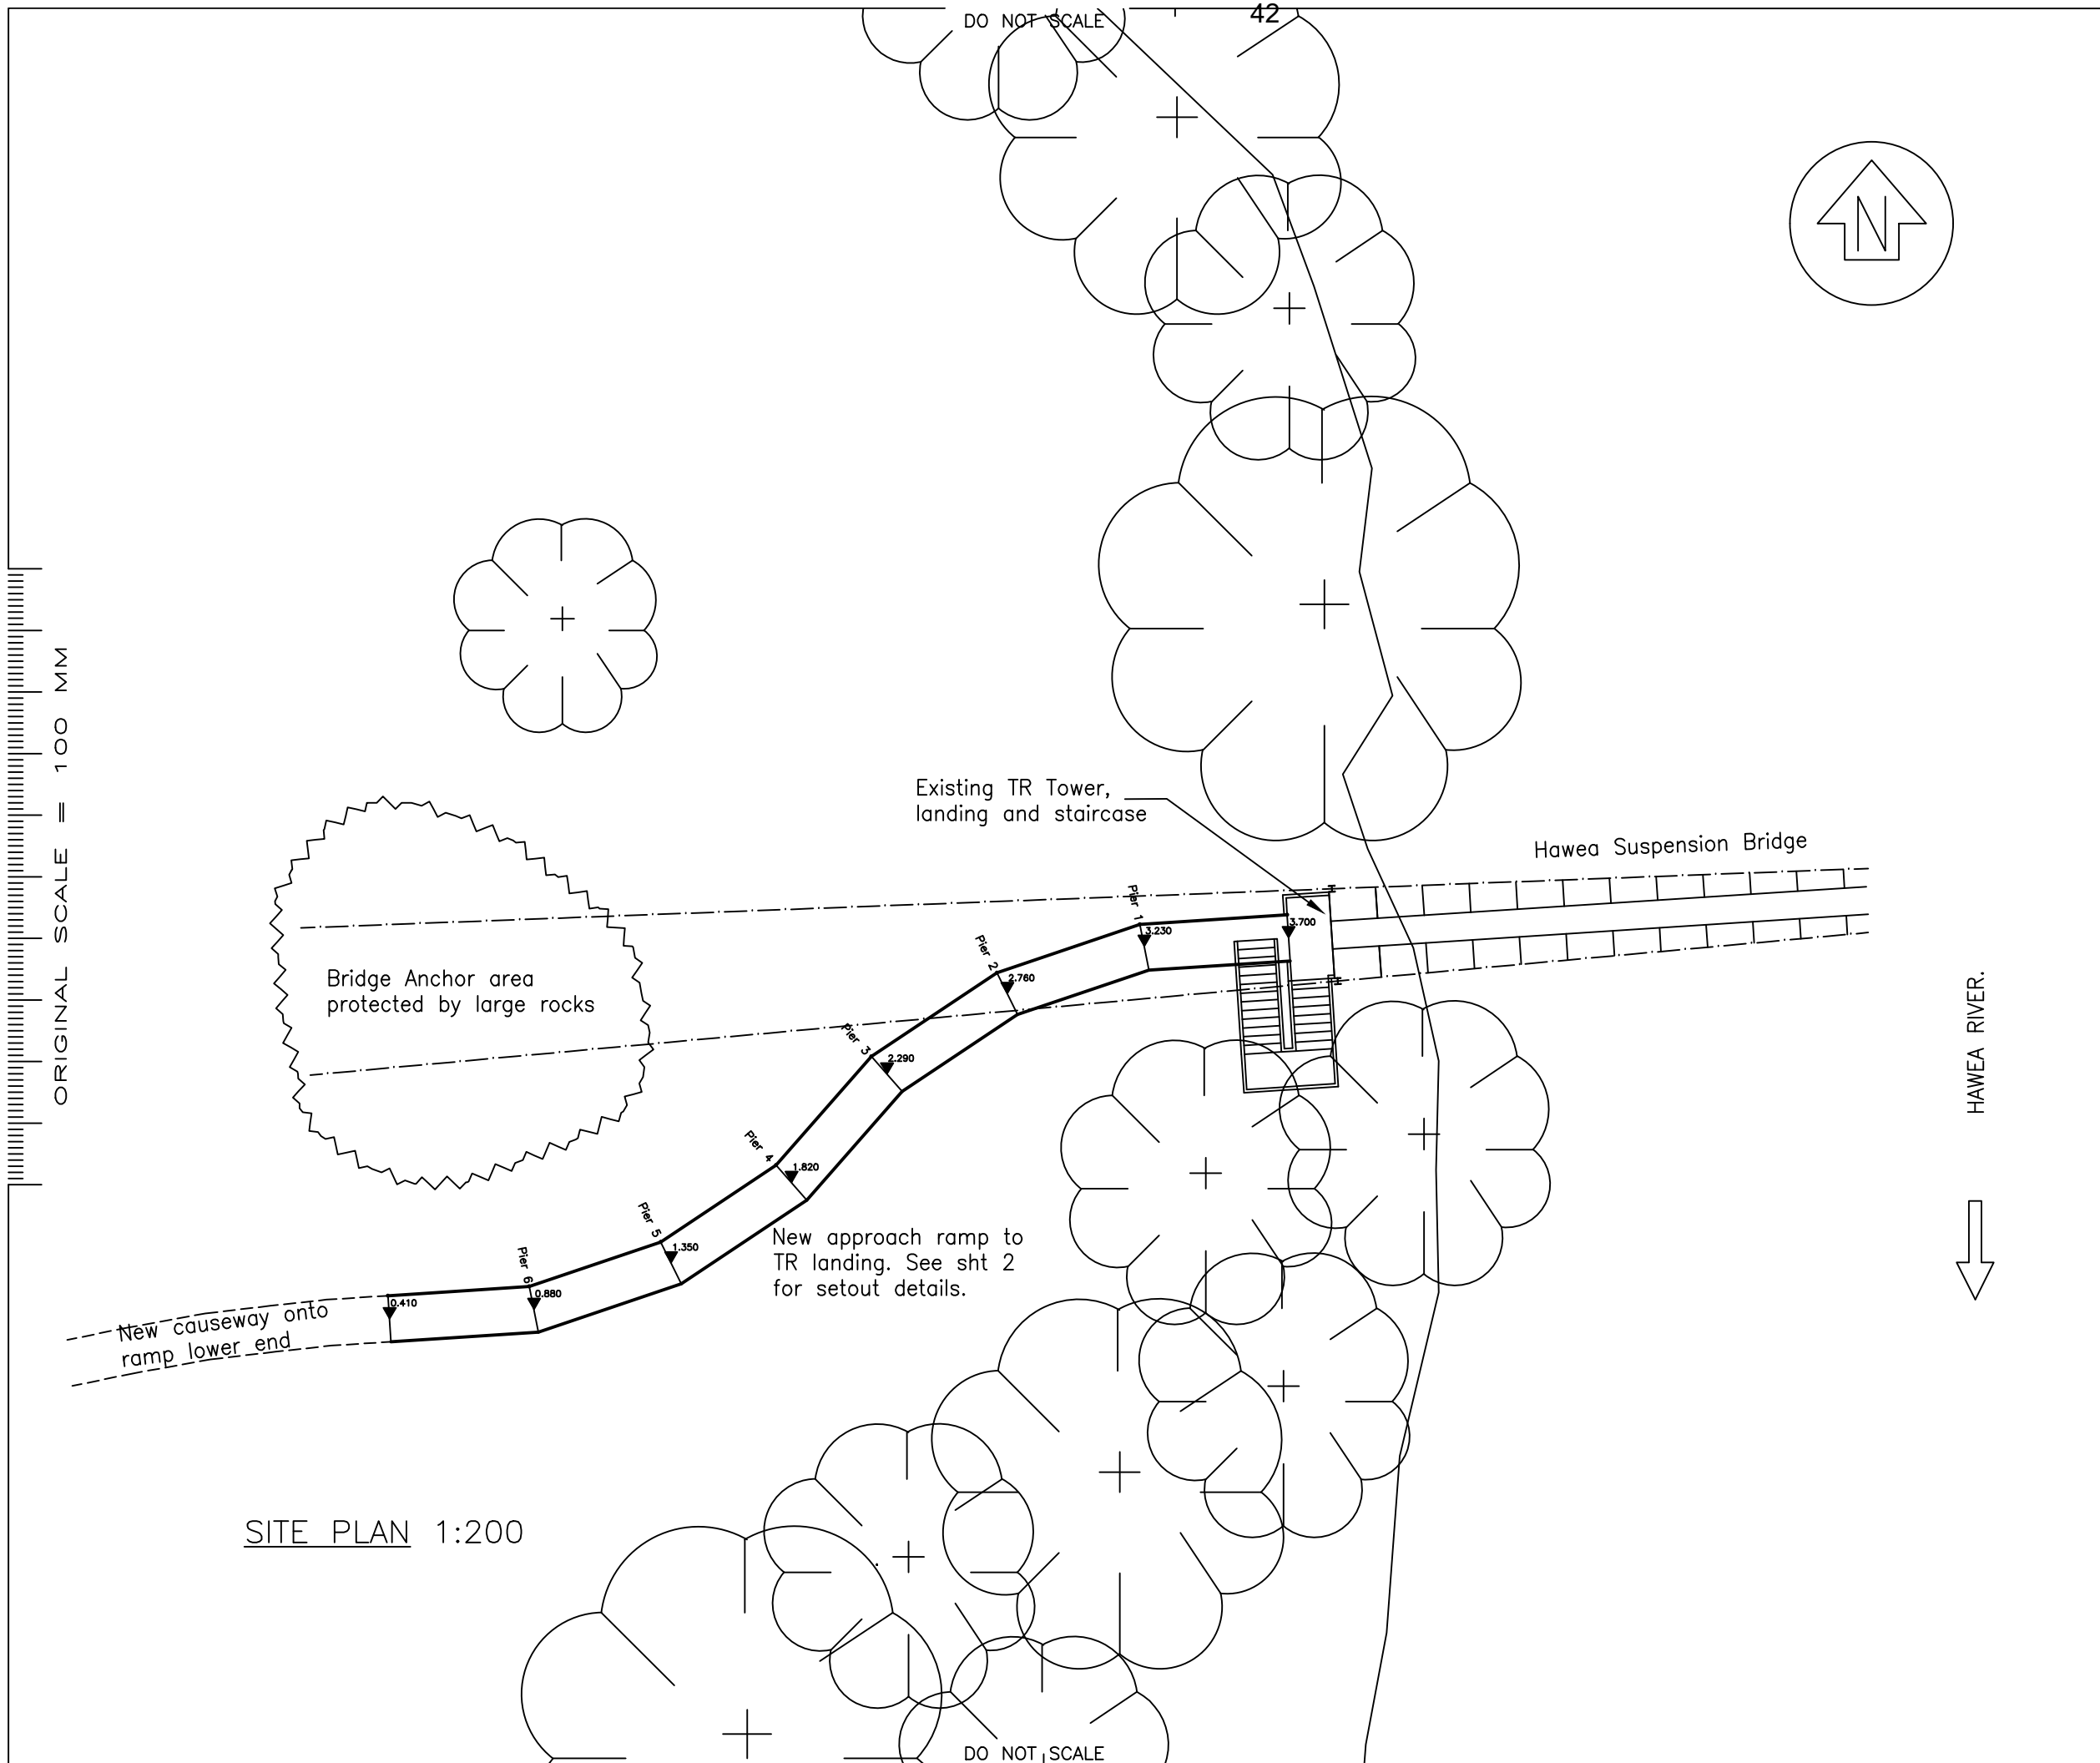 DO NOT SCALE
42
N
ORIGINAL SCALE = 100 MM
Existing TR Tower,
landing and staircase
Hawea Suspension Bridge
Pier 1
3.700
3.230
Pier 2
2.760
Bridge Anchor area
protected by large rocks
Pier 3
2.290
HAWEA RIVER.
Pier 4
1.820
Pier 5
1.350
New approach ramp to
TR landing. See sht 2
for setout details.
Pier 6
0.880
0.410
New causeway onto
ramp lower end
SITE PLAN 1:200
DO NOT SCALE